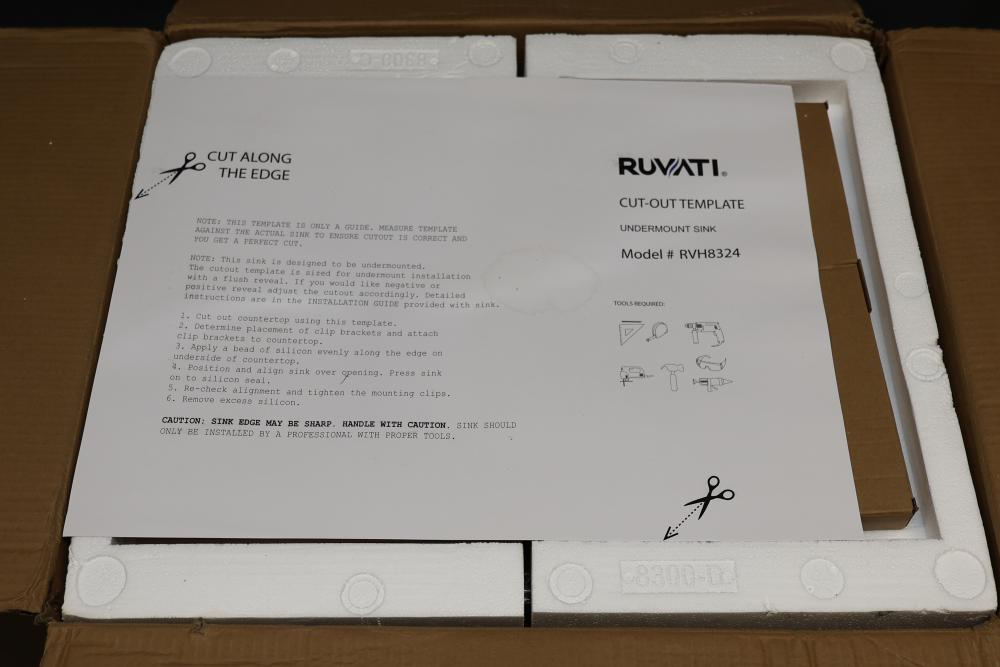 8300-C
CUT ALONG
THE EDGE
NOTE: THIS TEMPLATE IS ONLY A GUIDE. MEASURE TEMPLATE
AGAINST THE ACTUAL SINK TO ENSURE CUTOUT IS CORRECT AND
YOU GET A PERFECT CUT.
NOTE: This sink is designed to be undermounted.
The cutout template is sized for undermount installation
with a flush reveal. If you would like negative or
positive reveal adjust the cutout accordingly. Detailed
instructions are in the INSTALLATION GUIDE provided with sink.
1. Cut out countertop using this template.
2. Determine placement of clip brackets and attach
clip brackets to countertop.
3. Apply a bead of silicon evenly along the edge on
underside of countertop.
4. Position and align sink over opening. Press sink
on to silicon seal.
5. Re-check alignment and tighten the mounting clips.
6. Remove excess silicon.
CAUTION: SINK EDGE MAY BE SHARP. HANDLE WITH CAUTION. SINK SHOULD
ONLY BE INSTALLED BY A PROFESSIONAL WITH PROPER TOOLS.
RUVATI®
CUT-OUT TEMPLATE
UNDERMOUNT SINK
Model # RVH8324
TOOLS REQUIRED:
8300-D